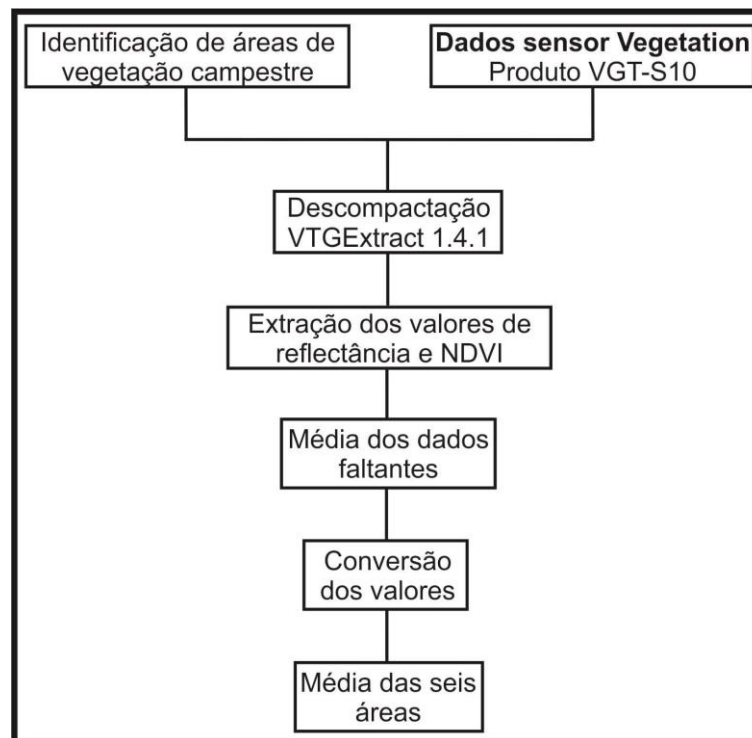 Identificação de áreas de
vegetação campestre
Dados sensor Vegetation
Produto VGT-S10
Descompactação
VTGExtract 1.4.1
Extração dos valores de
reflectância e NDVI
Média dos dados
faltantes
Conversão
dos valores
Média das seis
áreas